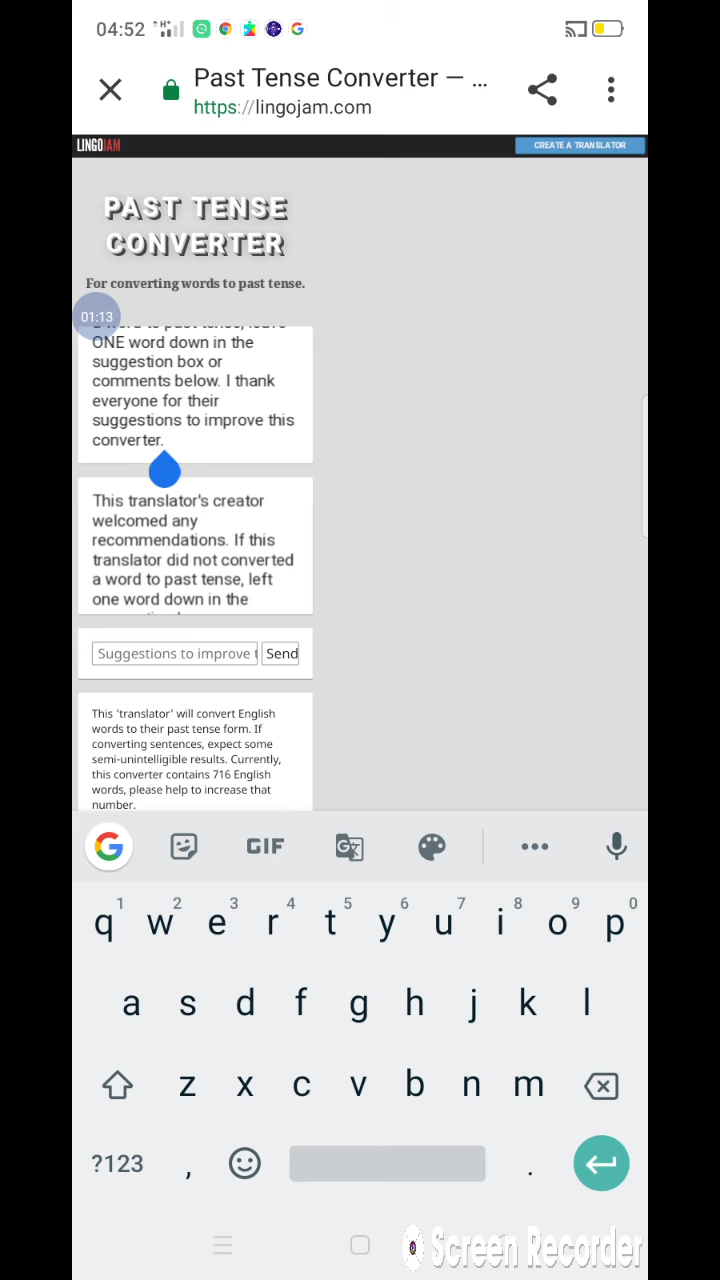 04:52
Past Tense Converter — ...
https://lingojam.com
LINGOJAM
CREATE A TRANSLATOR
PAST TENSE
CONVERTER
For converting words to past tense.
01:13
a word to past tense, leave
ONE word down in the
suggestion box or
comments below. I thank
everyone for their
suggestions to improve this
converter.
This translator's creator
welcomed any
recommendations. If this
translator did not converted
a word to past tense, left
one word down in the
Suggestions to improve t
Send
This 'translator' will convert English
words to their past tense form. If
converting sentences, expect some
semi-unintelligible results. Currently,
this converter contains 716 English
words, please help to increase that
number.
G GIF
1 2 3 4 5 6 7 8 9 0
q w e r t y u i o p
a s d f g h j k l
z x c v b n m
?123 , .
Screen Recorder